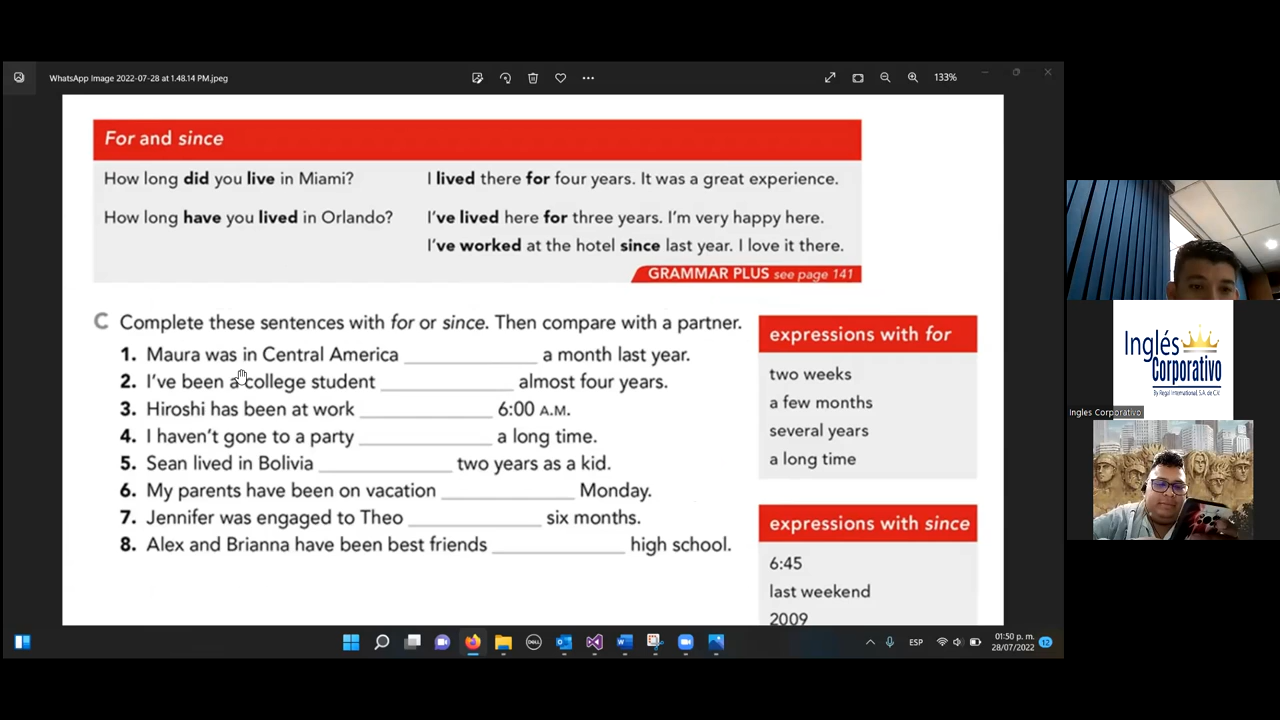 WhatsApp Image 2022-07-28 at 1.48.14 PM.jpeg
133%
For and since
How long did you live in Miami?
I lived there for four years. It was a great experience.
How long have you lived in Orlando?
I've lived here for three years. I'm very happy here.
I've worked at the hotel since last year. I love it there.
GRAMMAR PLUS see page 141
C Complete these sentences with for or since. Then compare with a partner.
1. Maura was in Central America ____________ a month last year.
2. I've been a college student ____________ almost four years.
3. Hiroshi has been at work ____________ 6:00 A.M.
4. I haven't gone to a party ____________ a long time.
5. Sean lived in Bolivia ____________ two years as a kid.
6. My parents have been on vacation ____________ Monday.
7. Jennifer was engaged to Theo ____________ six months.
8. Alex and Brianna have been best friends ____________ high school.
expressions with for
two weeks
a few months
several years
a long time
expressions with since
6:45
last weekend
2009
Inglés
Corporativo
By Regal International, S.A. de C.V.
Ingles Corporativo
DELL
ESP
01:50 p. m.
28/07/2022
12